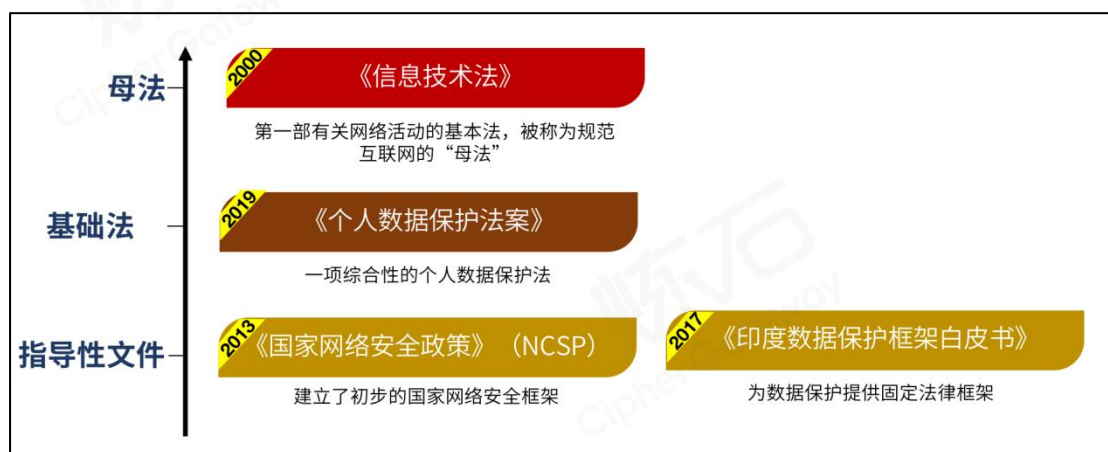 母法
2000
《信息技术法》
第一部有关网络活动的基本法，被称为规范
互联网的“母法”
基础法
2019
《个人数据保护法案》
一项综合性的个人数据保护法
指导性文件
2013
《国家网络安全政策》（NCSP）
建立了初步的国家网络安全框架
2017
《印度数据保护框架白皮书》
为数据保护提供固定法律框架
炼石
CipherGateway